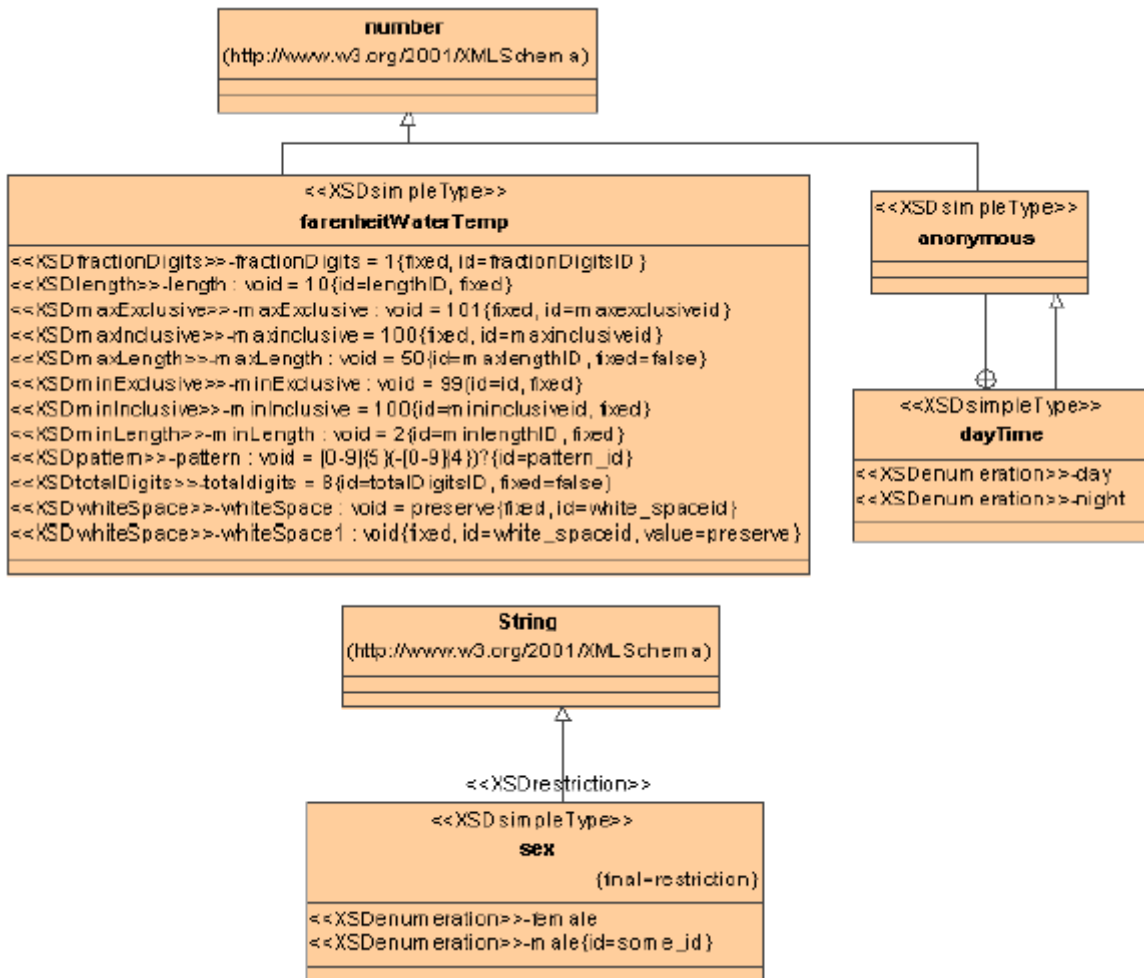 number
(http://www.w3.org/2001/XMLSchema)
<<XSDsimpleType>>
farenheitWaterTemp
<<XSDfractionDigits>>-fractionDigits = 1{fixed, id=fractionDigitsID}
<<XSDlength>>-length : void = 10{id=lengthID, fixed}
<<XSDmaxExclusive>>-maxExclusive : void = 101{fixed, id=maxexclusiveid}
<<XSDmaxInclusive>>-maxinclusive = 100{fixed, id=maxinclusiveid}
<<XSDmaxLength>>-maxLength : void = 50{id=maxlengthID, fixed=false}
<<XSDminExclusive>>-minExclusive : void = 99{id=id, fixed}
<<XSDminInclusive>>-minInclusive = 100{id=mininclusiveid, fixed}
<<XSDminLength>>-minLength : void = 2{id=minlengthID, fixed}
<<XSDpattern>>-pattern : void = [0-9]{5}(-[0-9]{4})?{id=pattern_id}
<<XSDtotalDigits>>-totaldigits = 8{id=totalDigitsID, fixed=false}
<<XSDwhiteSpace>>-whiteSpace : void = preserve{fixed, id=white_spaceid}
<<XSDwhiteSpace>>-whiteSpace1 : void{fixed, id=white_spaceid, value=preserve}
<<XSDsimpleType>>
anonymous
<<XSDsimpleType>>
dayTime
<<XSDenumeration>>-day
<<XSDenumeration>>-night
String
(http://www.w3.org/2001/XMLSchema)
<<XSDrestriction>>
<<XSDsimpleType>>
sex
{final=restriction}
<<XSDenumeration>>-female
<<XSDenumeration>>-male{id=some_id}